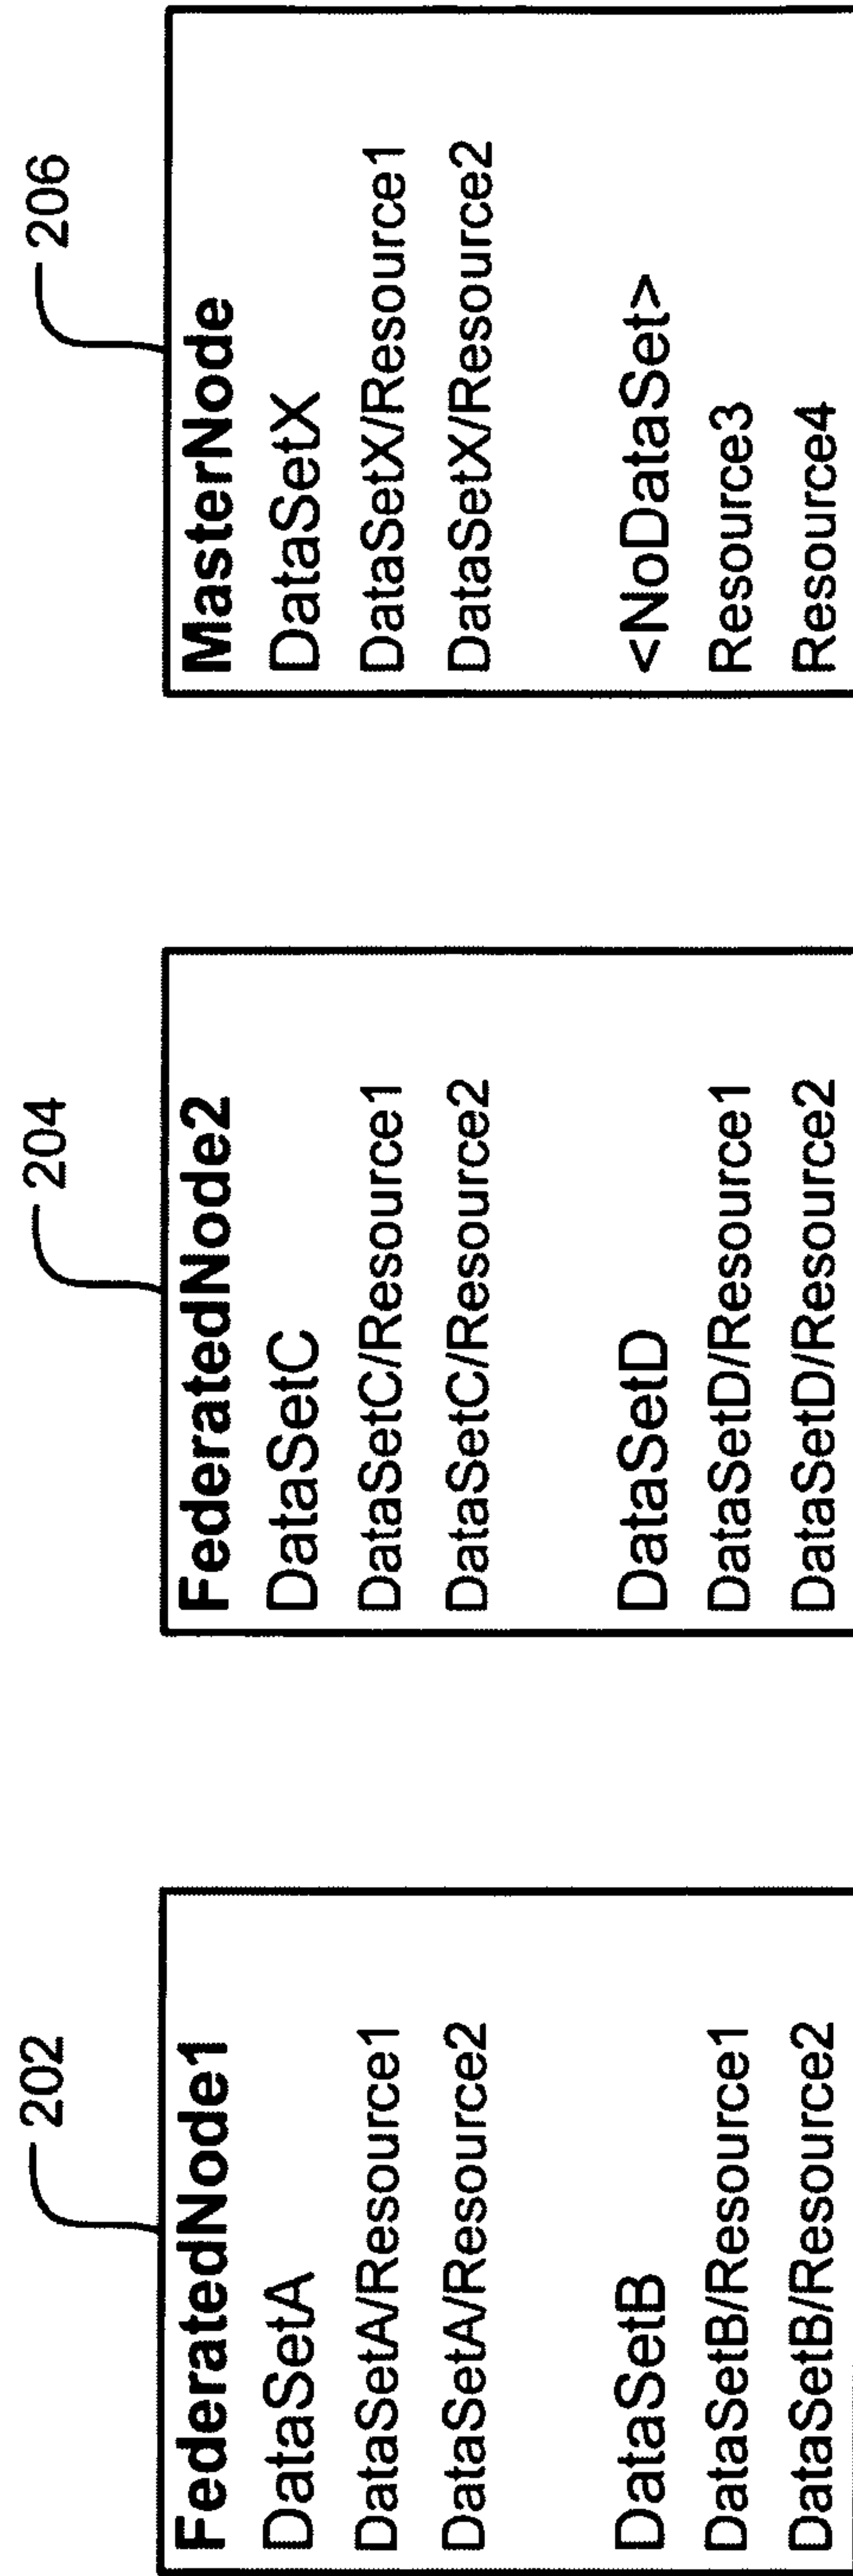 202
FederatedNode1
DataSetA
DataSetA/Resource1
DataSetA/Resource2
DataSetB
DataSetB/Resource1
DataSetB/Resource2
204
FederatedNode2
DataSetC
DataSetC/Resource1
DataSetC/Resource2
DataSetD
DataSetD/Resource1
DataSetD/Resource2
206
MasterNode
DataSetX
DataSetX/Resource1
DataSetX/Resource2
<NoDataSet>
Resource3
Resource4